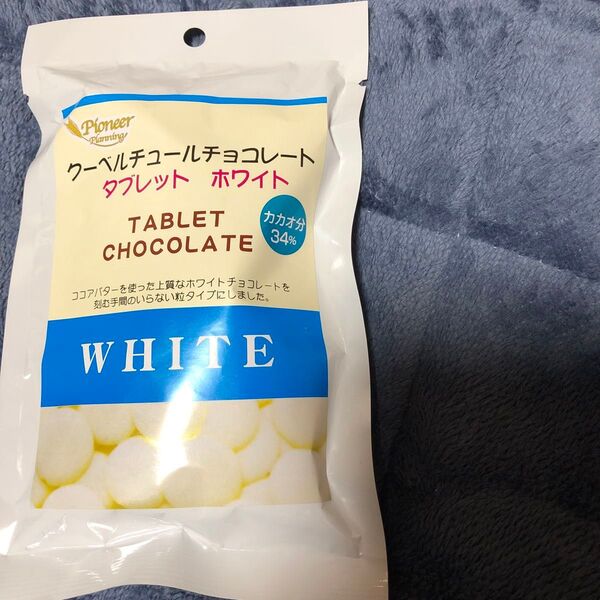 Pioneer
Planning
クーベルチュールチョコレート
タブレット ホワイト
TABLET
CHOCOLATE
カカオ分
34%
ココアバターを使った上質なホワイトチョコレートを
刻む手間のいらない粒タイプにしました。
WHITE